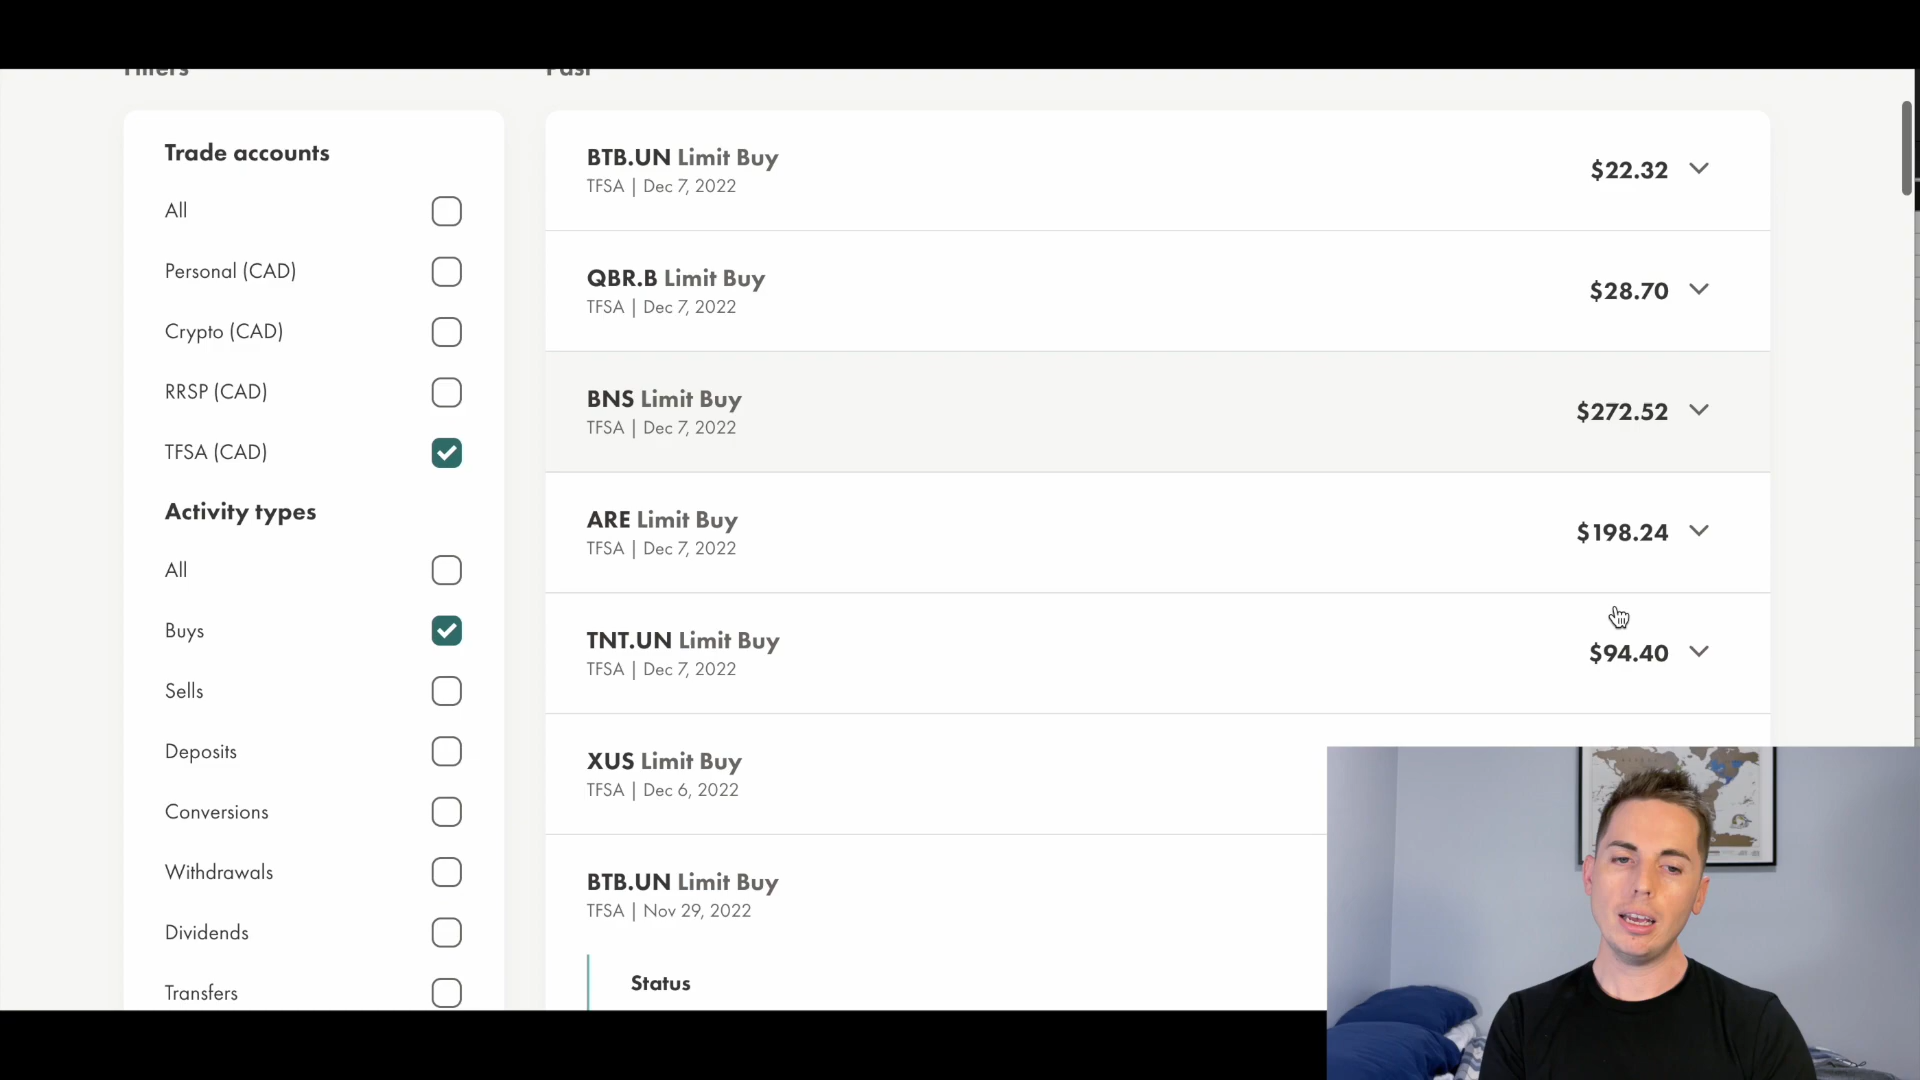 Filters
Past
Trade accounts
All
Personal (CAD)
Crypto (CAD)
RRSP (CAD)
TFSA (CAD)
Activity types
All
Buys
Sells
Deposits
Conversions
Withdrawals
Dividends
Transfers
BTB.UN Limit Buy
TFSA | Dec 7, 2022
$22.32
QBR.B Limit Buy
TFSA | Dec 7, 2022
$28.70
BNS Limit Buy
TFSA | Dec 7, 2022
$272.52
ARE Limit Buy
TFSA | Dec 7, 2022
$198.24
TNT.UN Limit Buy
TFSA | Dec 7, 2022
$94.40
XUS Limit Buy
TFSA | Dec 6, 2022
BTB.UN Limit Buy
TFSA | Nov 29, 2022
Status